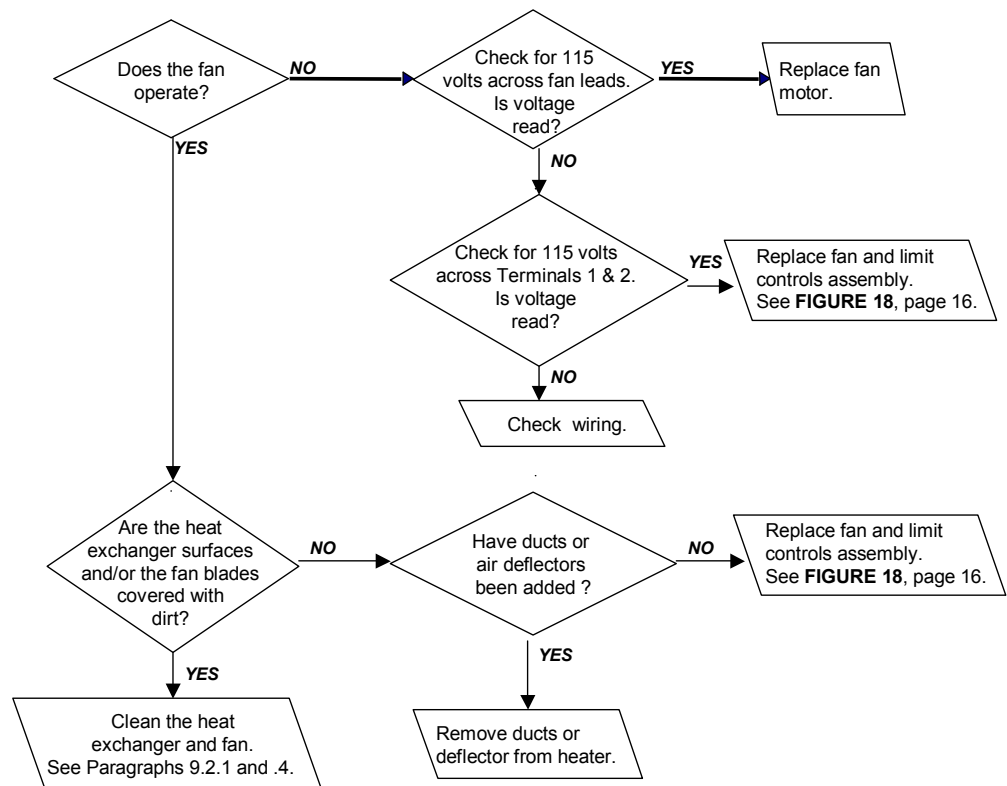 Does the fan
operate?
NO
Check for 115
volts across fan leads.
Is voltage
read?
YES
Replace fan
motor.
YES
NO
Check for 115 volts
across Terminals 1 & 2.
Is voltage
read?
YES
Replace fan and limit
controls assembly.
See FIGURE 18, page 16.
NO
Check wiring.
Are the heat
exchanger surfaces
and/or the fan blades
covered with
dirt?
NO
Have ducts or
air deflectors
been added ?
NO
Replace fan and limit
controls assembly.
See FIGURE 18, page 16.
YES
Clean the heat
exchanger and fan.
See Paragraphs 9.2.1 and .4.
YES
Remove ducts or
deflector from heater.